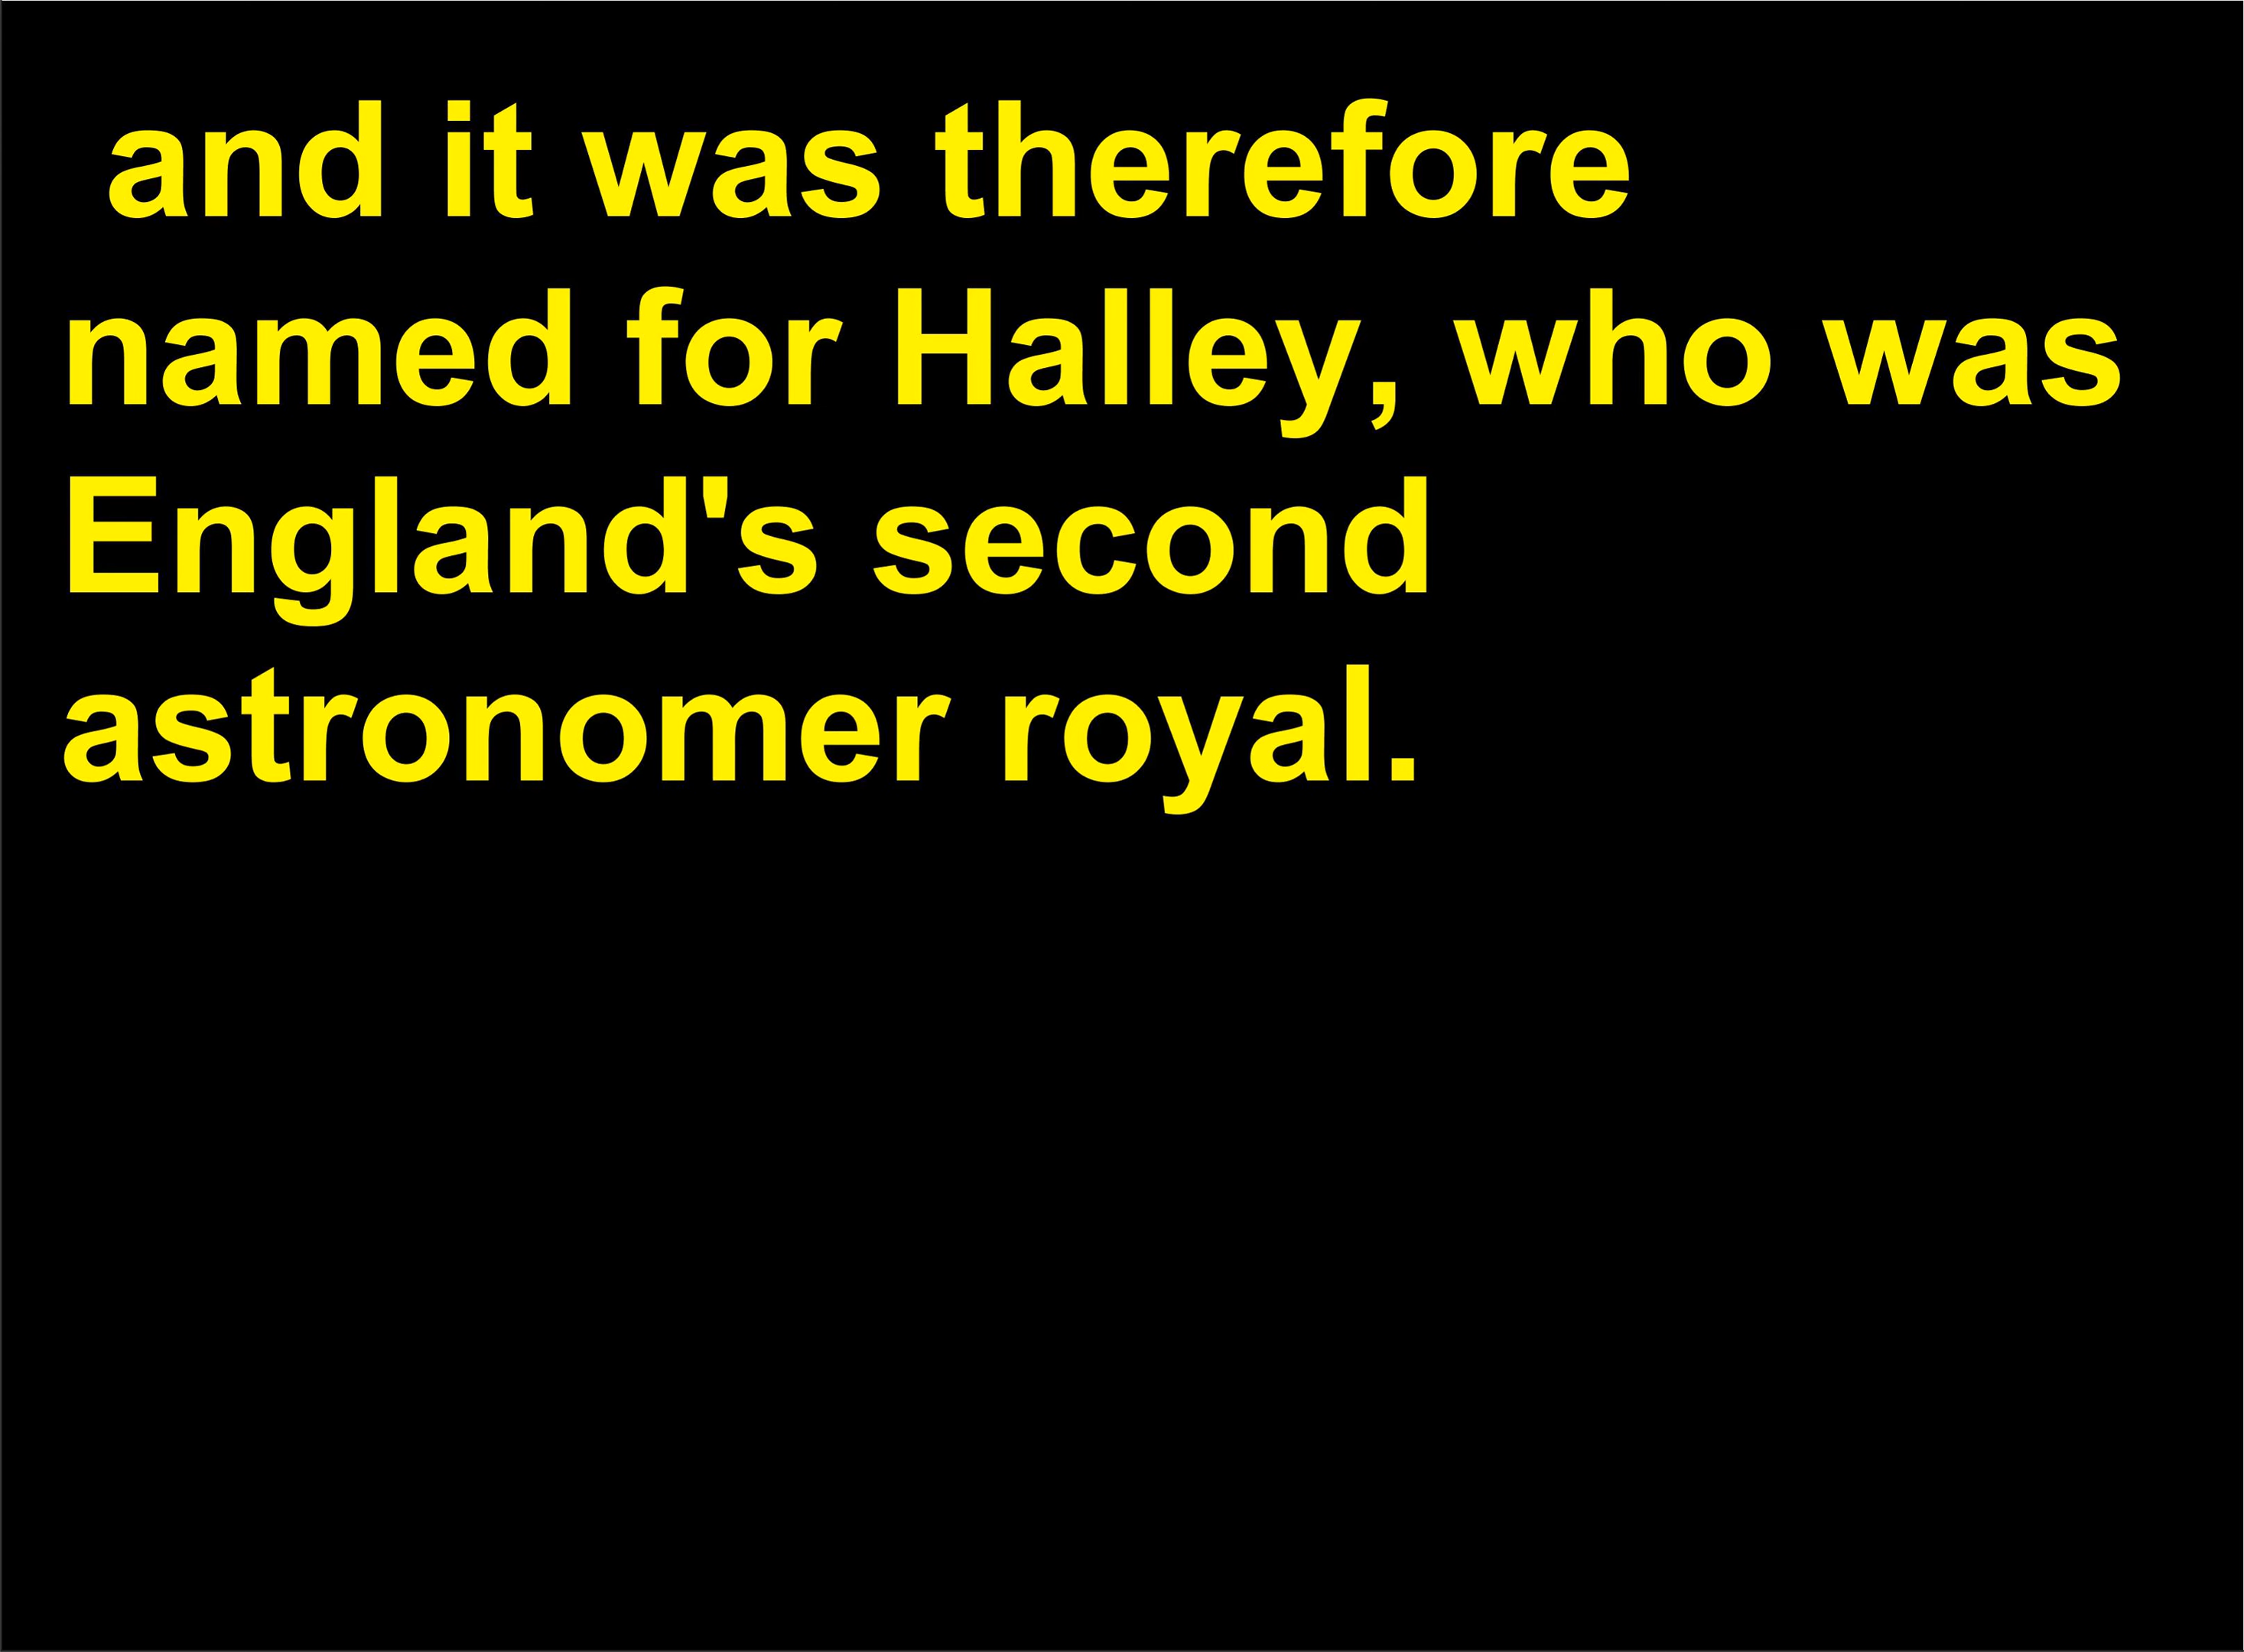 and it was therefore
named for Halley, who was
England's second
astronomer royal.